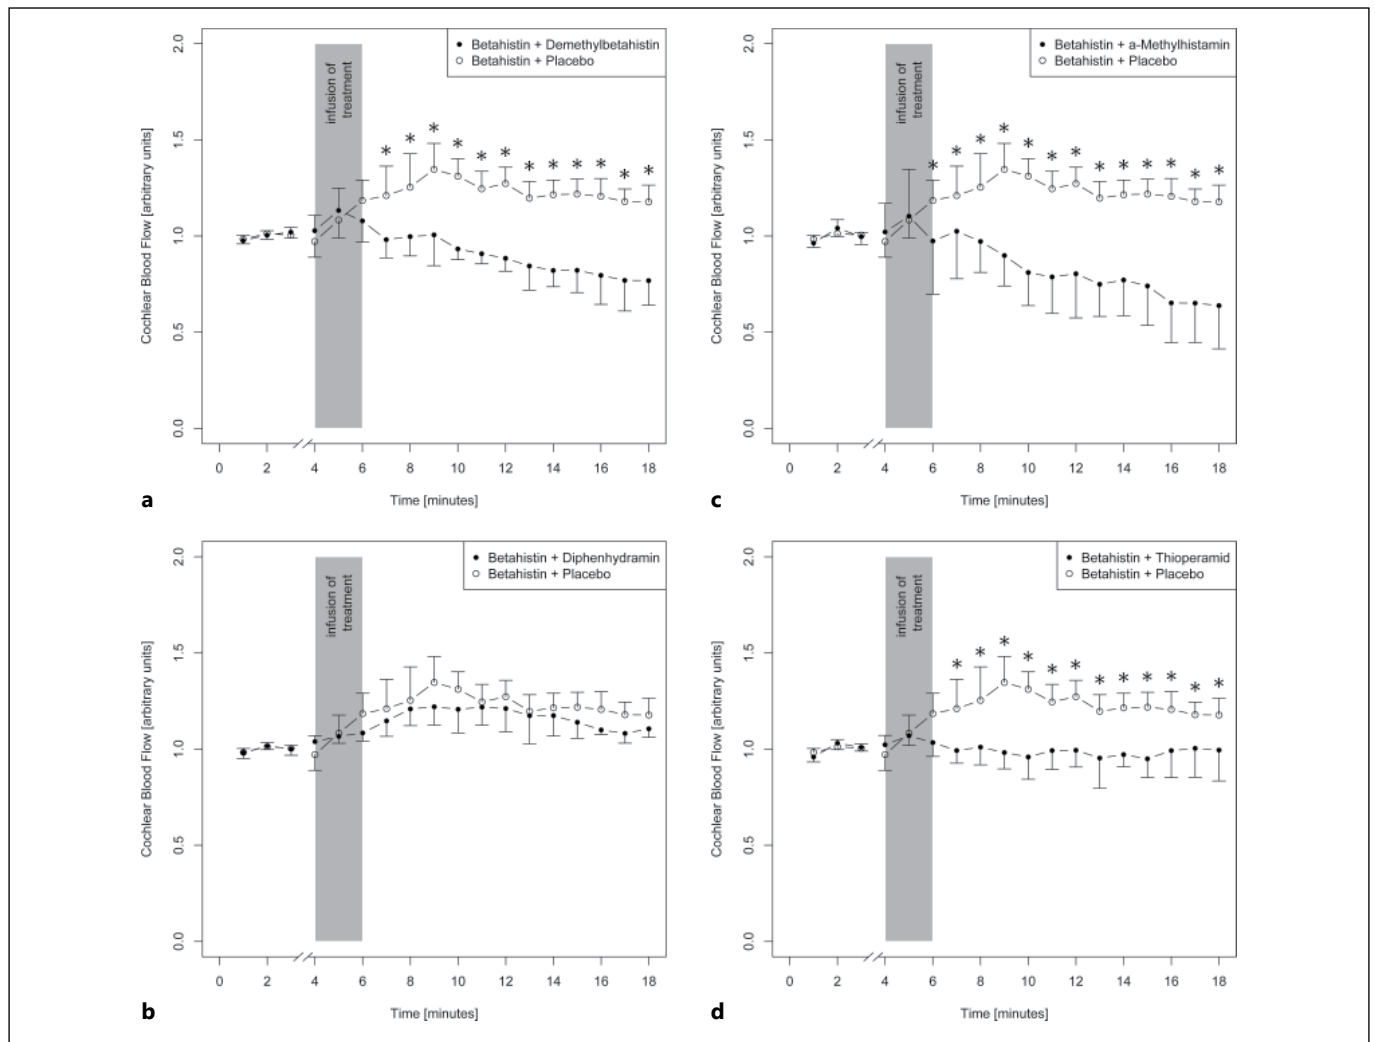 Betahistin + Demethylbetahistin
Betahistin + Placebo
infusion of
treatment
Cochlear Blood Flow [arbitrary units]
2.0
1.5
1.0
0.5
0.0
* * * * * * * * * * * *
0 2 4 6 8 10 12 14 16 18
Time [minutes]
a
Betahistin + a-Methylhistamin
Betahistin + Placebo
infusion of
treatment
Cochlear Blood Flow [arbitrary units]
2.0
1.5
1.0
0.5
0.0
* * * * * * * * * * * * *
0 2 4 6 8 10 12 14 16 18
Time [minutes]
c
Betahistin + Diphenhydramin
Betahistin + Placebo
infusion of
treatment
Cochlear Blood Flow [arbitrary units]
2.0
1.5
1.0
0.5
0.0
0 2 4 6 8 10 12 14 16 18
Time [minutes]
b
Betahistin + Thioperamid
Betahistin + Placebo
infusion of
treatment
Cochlear Blood Flow [arbitrary units]
2.0
1.5
1.0
0.5
0.0
* * * * * * * * * * * *
0 2 4 6 8 10 12 14 16 18
Time [minutes]
d